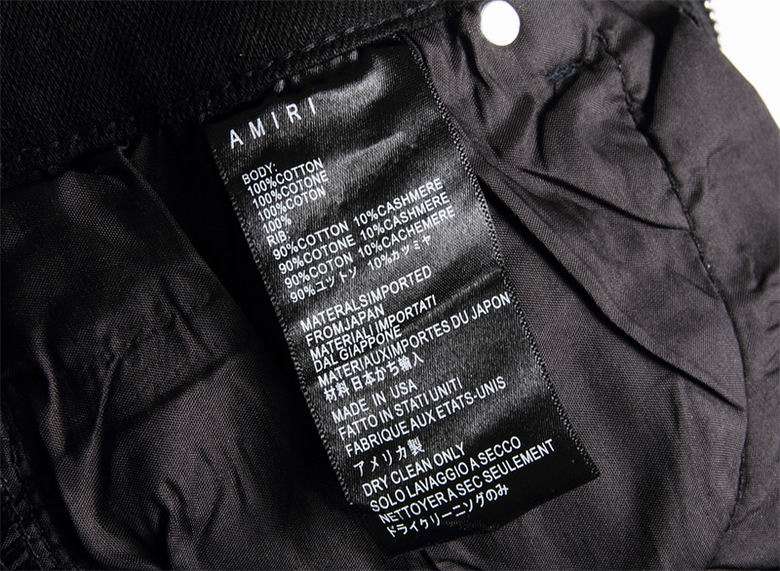 AMIRI
BODY:
100%COTTON
100%COTONE
100%COTON
100%
RIB:
90%COTTON 10%CASHMERE
90%COTONE 10%CASHMERE
90%COTON 10%CACHEMERE
90%ユットソ 10%カツミヤ
MATERALSIMPORTED
FROMJAPAN
MATERIALI IMPORTATI
DAL GIAPPONE
MATERIAUXIMPORTES DU JAPON
材料 日本かち輸入
MADE IN USA
FATTO IN STATI UNITI
FABRIQUE AUX ETATS-UNIS
アメリカ製
DRY CLEAN ONLY
SOLO LAVAGGIO A SECCO
NETTOYER A SEC SEULEMENT
ドライクリーニングのみ